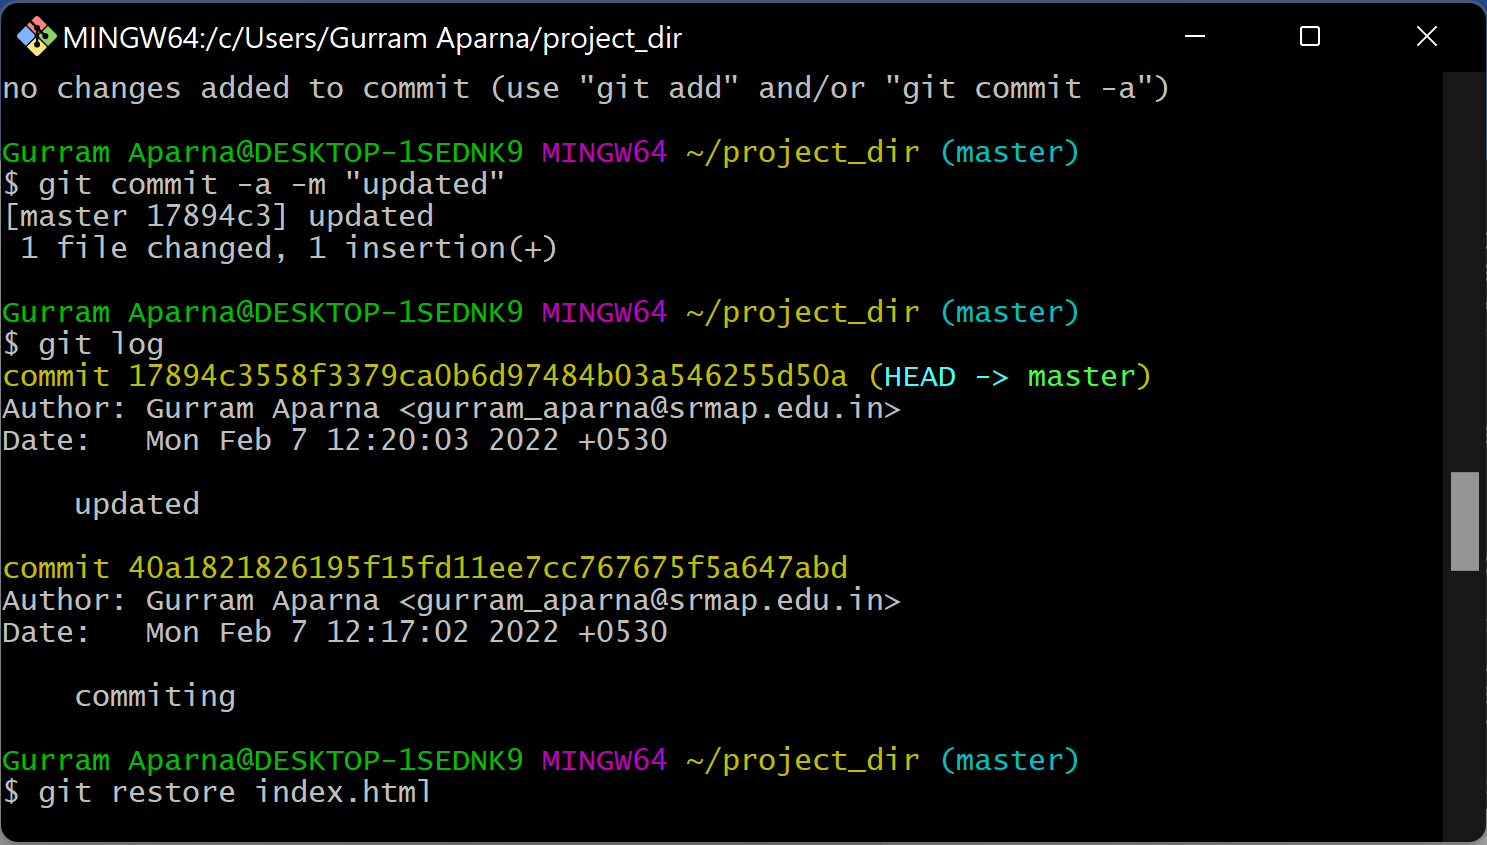 MINGW64:/c/Users/Gurram Aparna/project_dir
no changes added to commit (use "git add" and/or "git commit -a")
Gurram Aparna@DESKTOP-1SEDNK9 MINGW64 ~/project_dir (master)
$ git commit -a -m "updated"
[master 17894c3] updated
 1 file changed, 1 insertion(+)
Gurram Aparna@DESKTOP-1SEDNK9 MINGW64 ~/project_dir (master)
$ git log
commit 17894c3558f3379ca0b6d97484b03a546255d50a (HEAD -> master)
Author: Gurram Aparna <gurram_aparna@srmap.edu.in>
Date:   Mon Feb 7 12:20:03 2022 +0530
    updated
commit 40a1821826195f15fd11ee7cc767675f5a647abd
Author: Gurram Aparna <gurram_aparna@srmap.edu.in>
Date:   Mon Feb 7 12:17:02 2022 +0530
    commiting
Gurram Aparna@DESKTOP-1SEDNK9 MINGW64 ~/project_dir (master)
$ git restore index.html